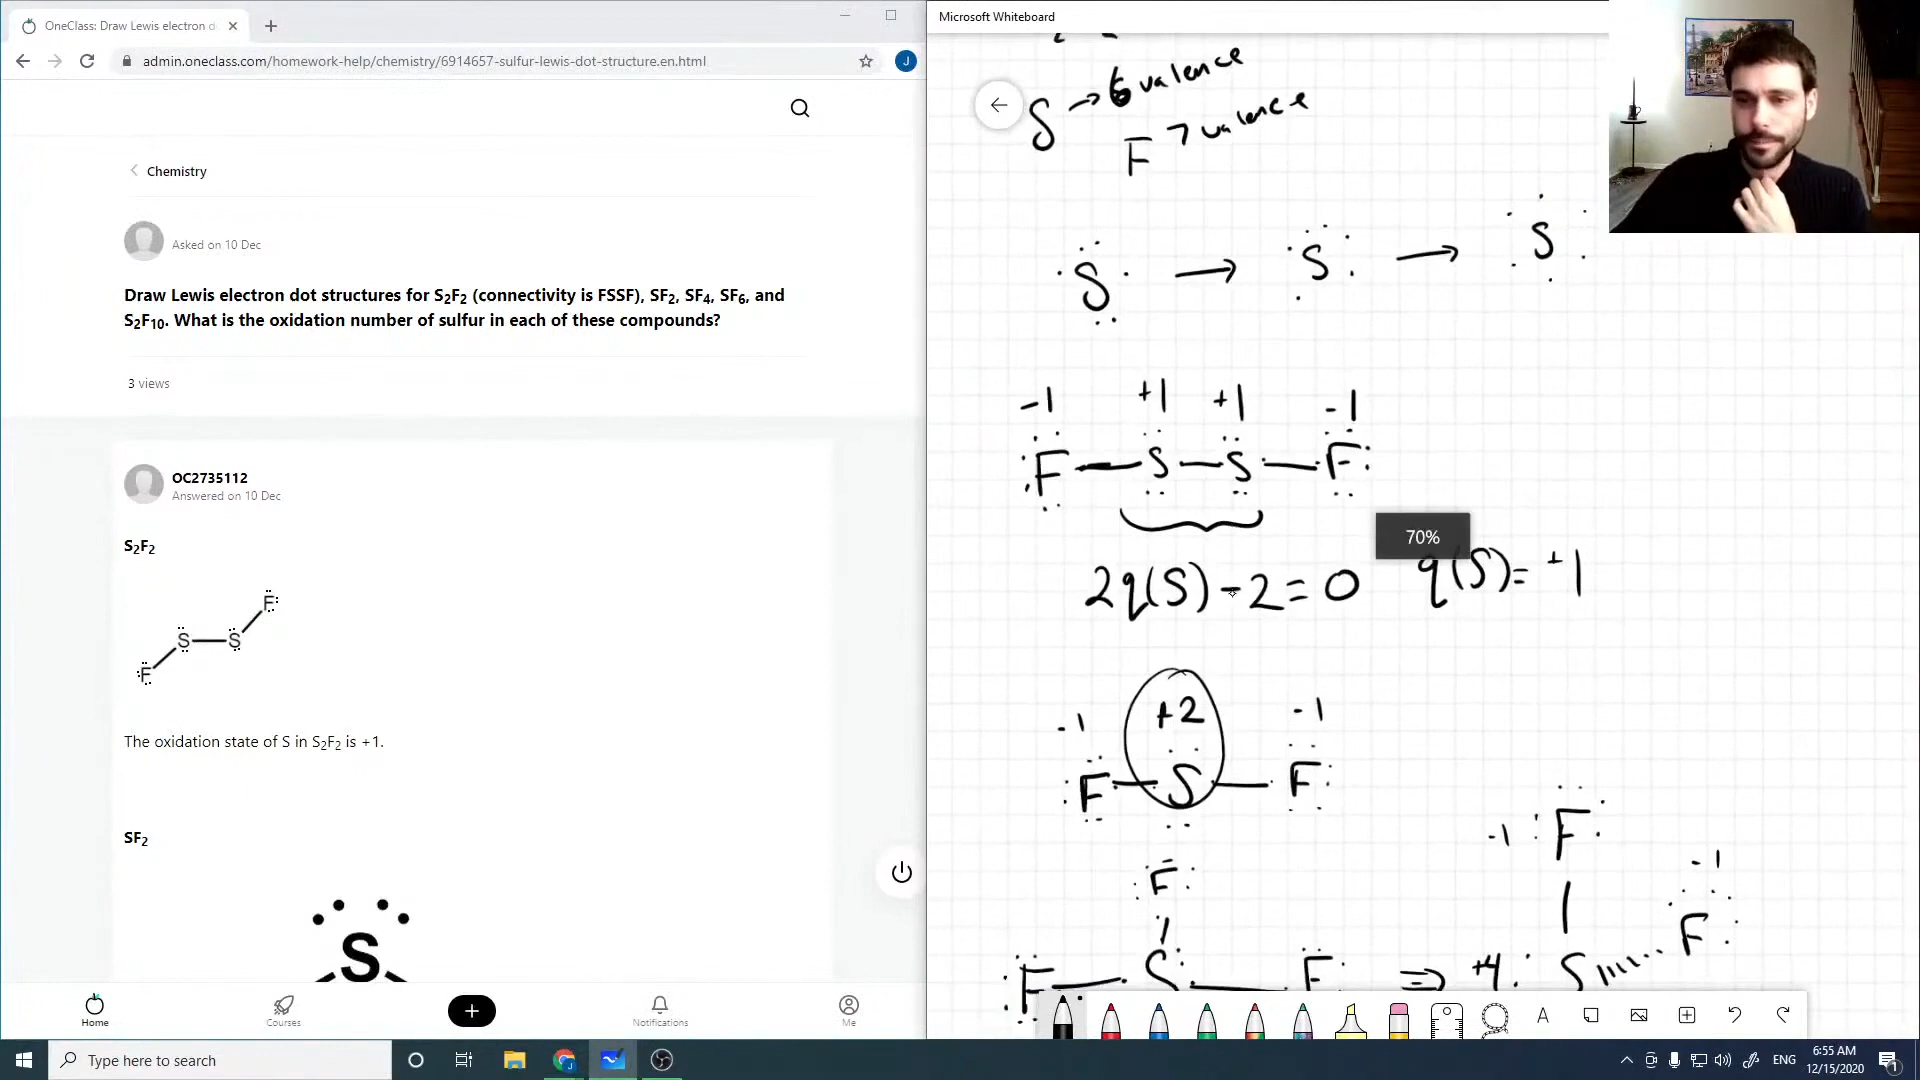 OneClass: Draw Lewis electron d
admin.oneclass.com/homework-help/chemistry/6914657-sulfur-lewis-dot-structure.en.html
J
Chemistry
Asked on 10 Dec
Draw Lewis electron dot structures for S2F2 (connectivity is FSSF), SF2, SF4, SF6, and
S2F10. What is the oxidation number of sulfur in each of these compounds?
3 views
OC2735112
Answered on 10 Dec
S2F2
F
S S
F
The oxidation state of S in S2F2 is +1.
SF2
S
Home
Courses
Notifications
Me
Microsoft Whiteboard
S → 6 valence
F 7 valence
S → S → S
-1 +1 +1 -1
F — S — S — F
70%
2q(S) - 2 = 0 q(S) = +1
-1 +2 -1
F — S — F
F
F — S — F ⇒ +4 S
-1 F
-1
F
Type here to search
ENG
6:55 AM
12/15/2020
1